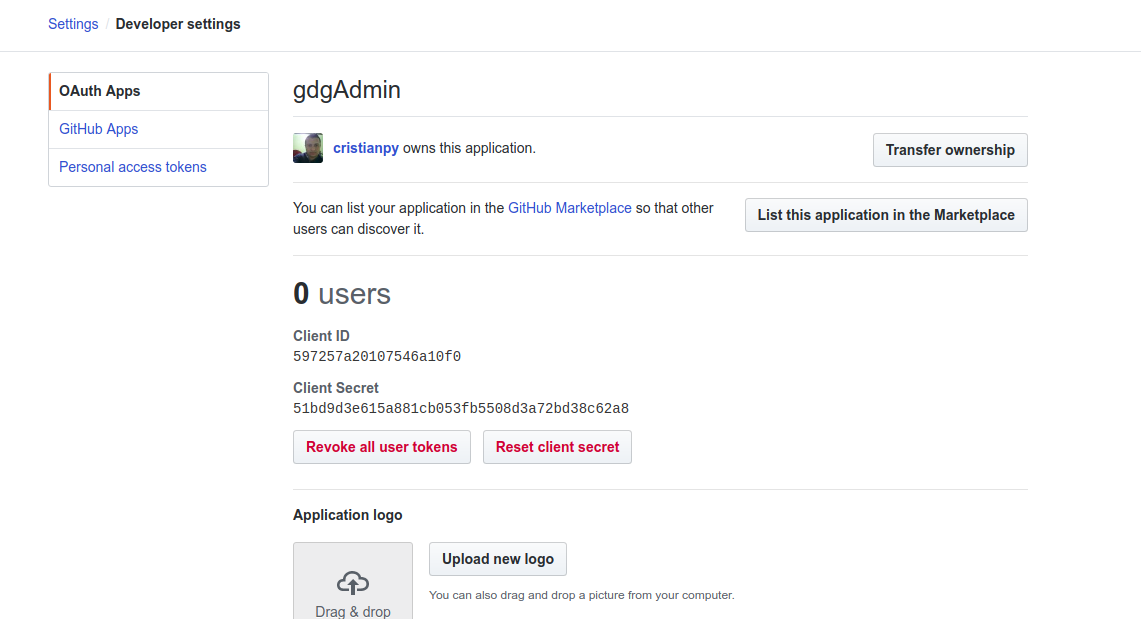 Settings / Developer settings
OAuth Apps
GitHub Apps
Personal access tokens
gdgAdmin
cristianpy owns this application.
Transfer ownership
You can list your application in the GitHub Marketplace so that other
users can discover it.
List this application in the Marketplace
0 users
Client ID
597257a20107546a10f0
Client Secret
51bd9d3e615a881cb053fb5508d3a72bd38c62a8
Revoke all user tokens
Reset client secret
Application logo
Upload new logo
You can also drag and drop a picture from your computer.
Drag & drop